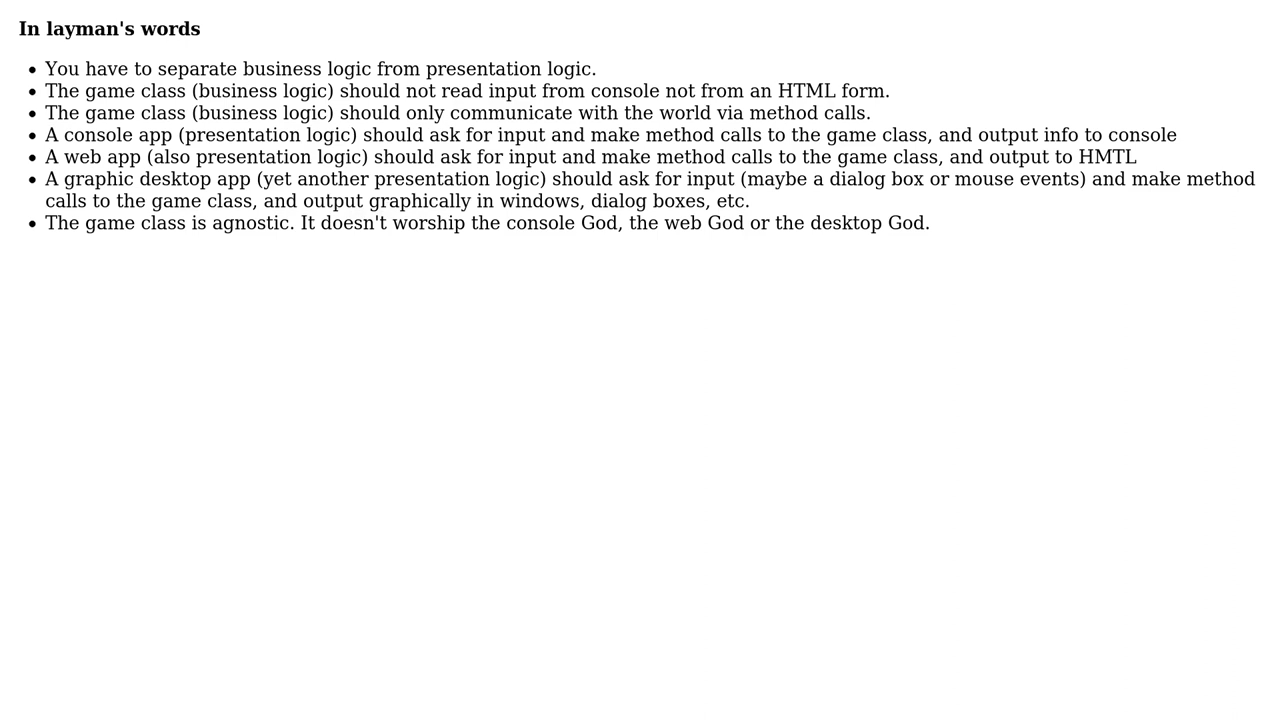 In layman's words
• You have to separate business logic from presentation logic.
• The game class (business logic) should not read input from console not from an HTML form.
• The game class (business logic) should only communicate with the world via method calls.
• A console app (presentation logic) should ask for input and make method calls to the game class, and output info to console
• A web app (also presentation logic) should ask for input and make method calls to the game class, and output to HMTL
• A graphic desktop app (yet another presentation logic) should ask for input (maybe a dialog box or mouse events) and make method
calls to the game class, and output graphically in windows, dialog boxes, etc.
• The game class is agnostic. It doesn't worship the console God, the web God or the desktop God.